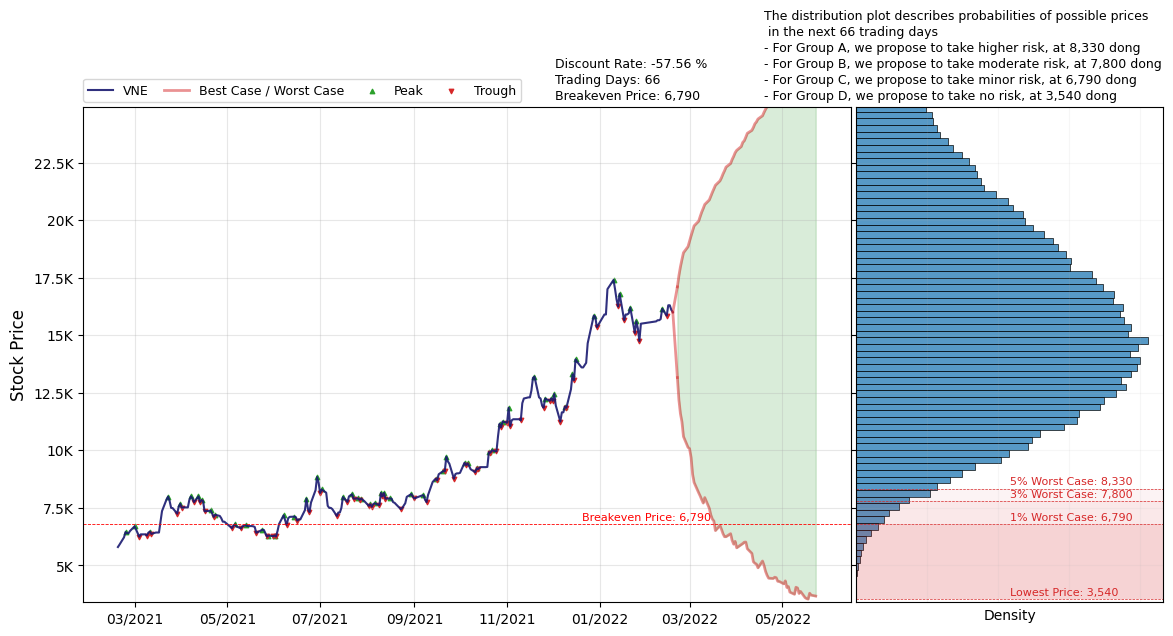 The distribution plot describes probabilities of possible prices
in the next 66 trading days
- For Group A, we propose to take higher risk, at 8,330 dong
- For Group B, we propose to take moderate risk, at 7,800 dong
- For Group C, we propose to take minor risk, at 6,790 dong
- For Group D, we propose to take no risk, at 3,540 dong
Discount Rate: -57.56 %
Trading Days: 66
Breakeven Price: 6,790
VNE Best Case / Worst Case Peak Trough
Stock Price
22.5K
20K
17.5K
15K
12.5K
10K
7.5K
5K
Breakeven Price: 6,790
03/2021 05/2021 07/2021 09/2021 11/2021 01/2022 03/2022 05/2022
5% Worst Case: 8,330
3% Worst Case: 7,800
1% Worst Case: 6,790
Lowest Price: 3,540
Density